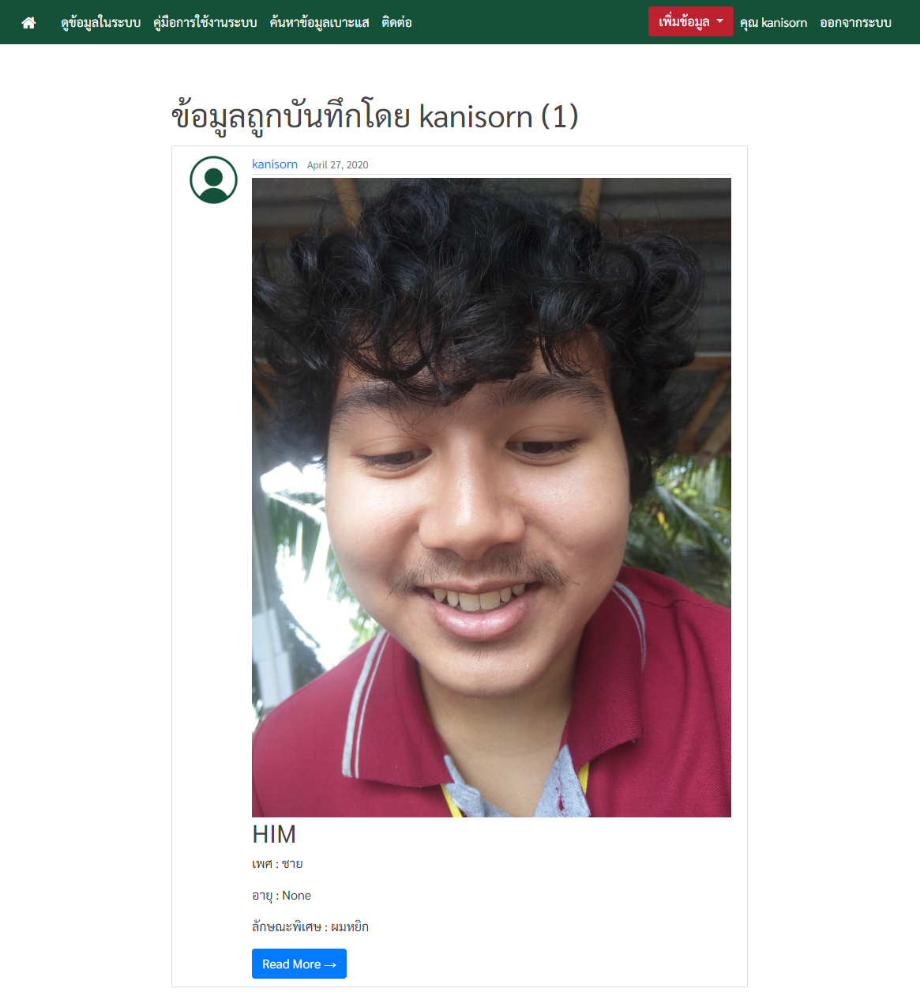 ดูข้อมูลในระบบ คู่มือการใช้งานระบบ ค้นหาข้อมูลเบาะแส ติดต่อ เพิ่มข้อมูล คุณ kanisorn ออกจากระบบ
ข้อมูลถูกบันทึกโดย kanisorn (1)
kanisorn April 27, 2020
HIM
เพศ : ชาย
อายุ : None
ลักษณะพิเศษ : ผมหยิก
Read More →